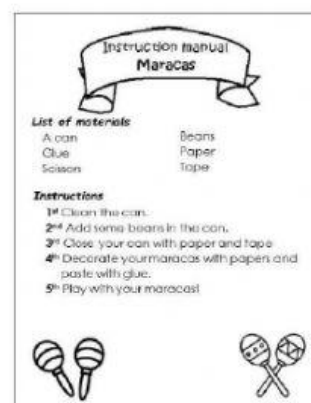 Instruction manual
Maracas
List of materials
A can Beans
Glue Paper
Scisson Tape
Instructions
1st Clean the can.
2nd Add some beans in the can.
3rd Close your can with paper and tape
4th Decorate your maracas with papers and
paste with glue.
5th Play with your maracas!